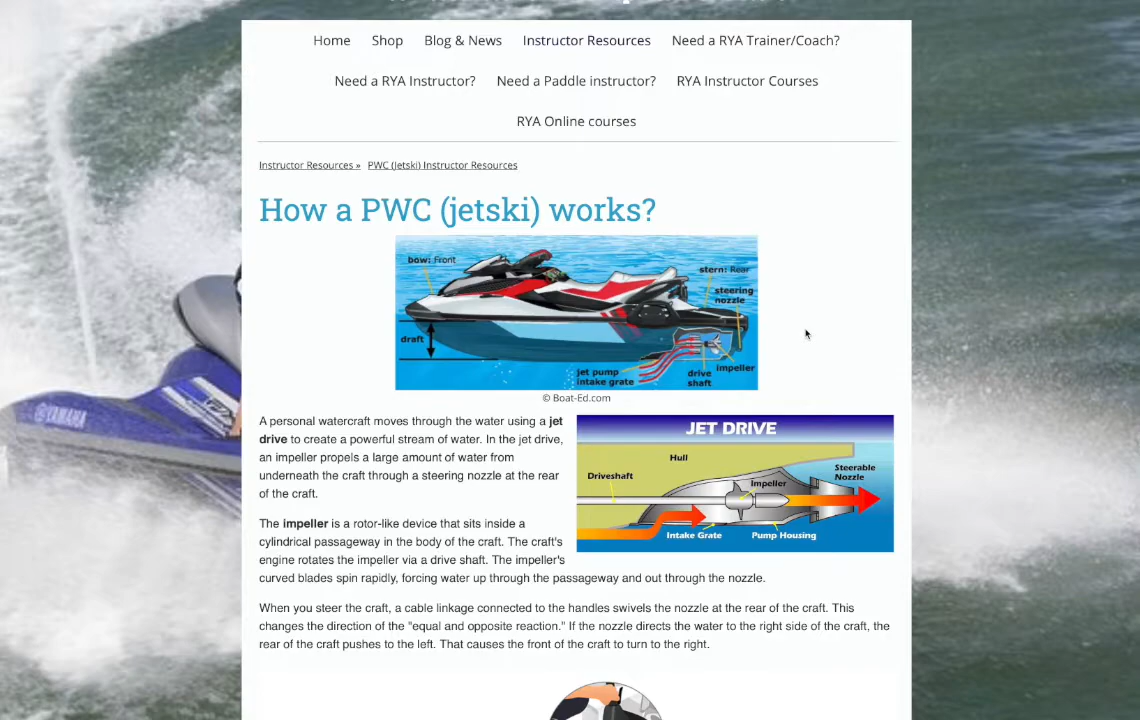 Home Shop Blog & News Instructor Resources Need a RYA Trainer/Coach?
Need a RYA Instructor? Need a Paddle instructor? RYA Instructor Courses
RYA Online courses
Instructor Resources » PWC (Jetski) Instructor Resources
How a PWC (jetski) works?
bow: Front
stern: Rear
steering
nozzle
draft
jet pump
intake grate
drive
shaft
impeller
© Boat-Ed.com
A personal watercraft moves through the water using a jet
drive to create a powerful stream of water. In the jet drive,
an impeller propels a large amount of water from
underneath the craft through a steering nozzle at the rear
of the craft.
JET DRIVE
Hull
Steerable
Nozzle
Driveshaft
Impeller
Intake Grate
Pump Housing
The impeller is a rotor-like device that sits inside a
cylindrical passageway in the body of the craft. The craft's
engine rotates the impeller via a drive shaft. The impeller's
curved blades spin rapidly, forcing water up through the passageway and out through the nozzle.
When you steer the craft, a cable linkage connected to the handles swivels the nozzle at the rear of the craft. This
changes the direction of the "equal and opposite reaction." If the nozzle directs the water to the right side of the craft, the
rear of the craft pushes to the left. That causes the front of the craft to turn to the right.
YAMAHA